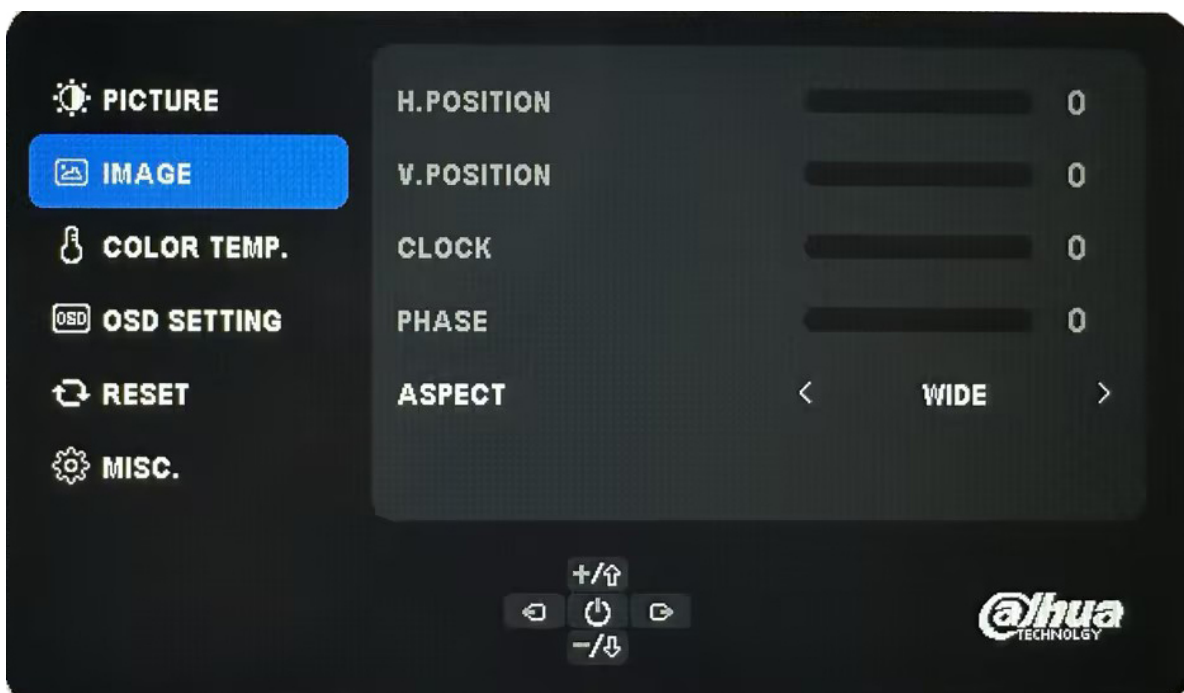 PICTURE
IMAGE
COLOR TEMP.
OSD OSD SETTING
RESET
MISC.
H.POSITION 0
V.POSITION 0
CLOCK 0
PHASE 0
ASPECT < WIDE >
+/⇧
−/⇩
alhua
TECHNOLGY